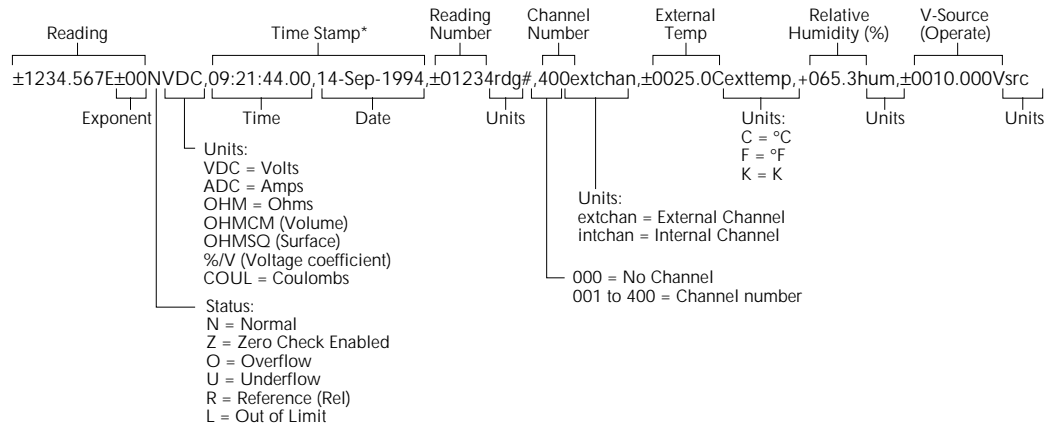 Reading
Time Stamp*
Reading
Number
Channel
Number
External
Temp
Relative
Humidity (%)
V-Source
(Operate)
±1234.567E±00NVDC,09:21:44.00,14-Sep-1994,±01234rdg#,400extchan,±0025.0Cexttemp,+065.3hum,±0010.000Vsrc
Exponent
Time
Date
Units
Units
Units
Units:
VDC = Volts
ADC = Amps
OHM = Ohms
OHMCM (Volume)
OHMSQ (Surface)
%/V (Voltage coefficient)
COUL = Coulombs
Units:
C = °C
F = °F
K = K
Units:
extchan = External Channel
intchan = Internal Channel
000 = No Channel
001 to 400 = Channel number
Status:
N = Normal
Z = Zero Check Enabled
O = Overflow
U = Underflow
R = Reference (Rel)
L = Out of Limit